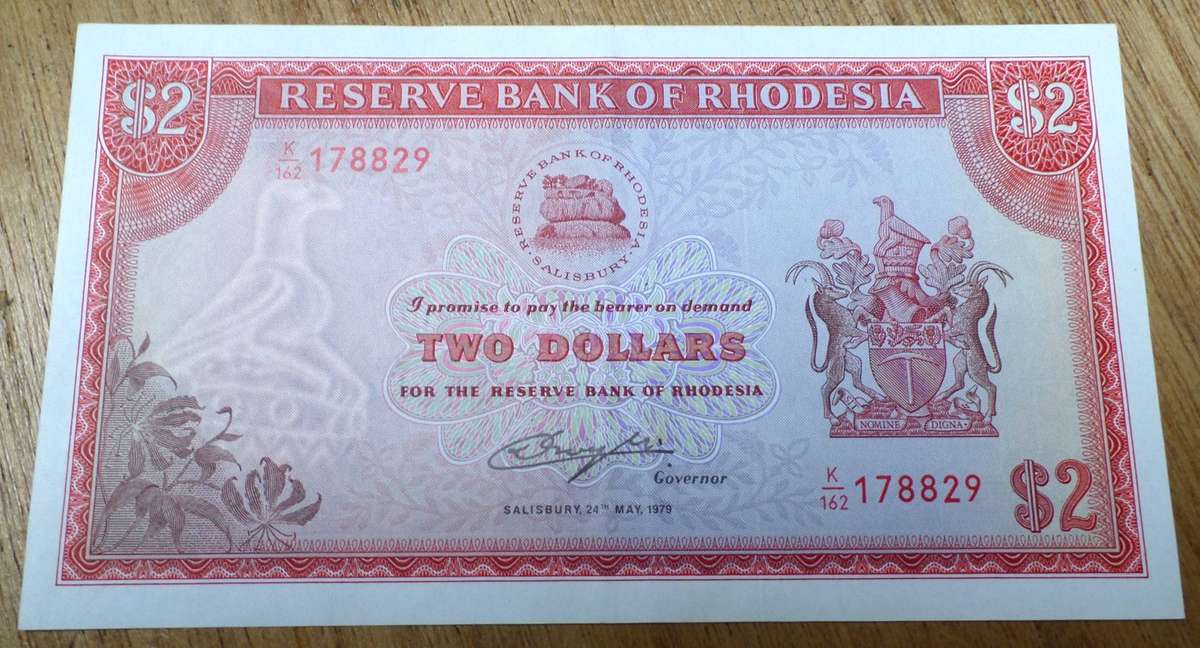 $2
RESERVE BANK OF RHODESIA
$2
K/162 178829
RESERVE BANK OF RHODESIA
· SALISBURY ·
I promise to pay the bearer on demand
TWO DOLLARS
FOR THE RESERVE BANK OF RHODESIA
NOMINE DIGNA
Governor
K/162 178829
$2
SALISBURY, 24TH MAY, 1979